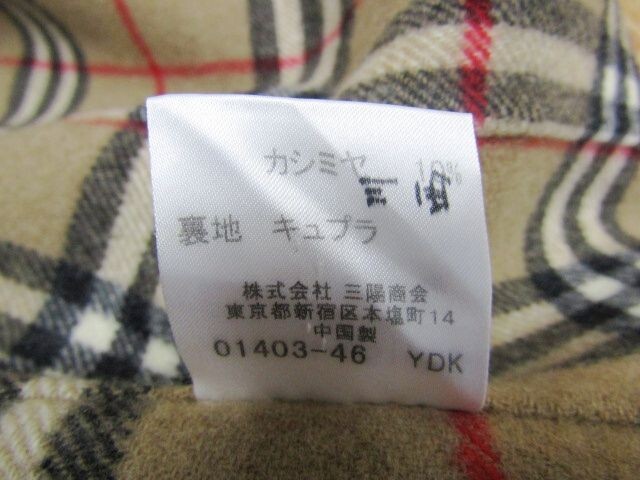 カシミヤ 10%
裏地 キュプラ
株式会社 三陽商会
東京都新宿区本塩町14
中国製
01403-46 YDK